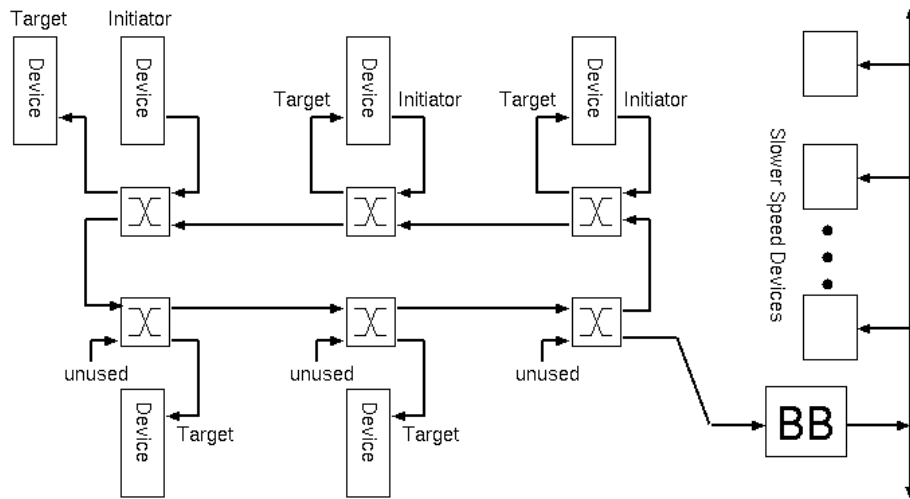 Target
Initiator
Device
Device
Device
Target
Initiator
Device
Target
Initiator
Slower Speed Devices
unused
unused
unused
Device
Target
Device
Target
BB